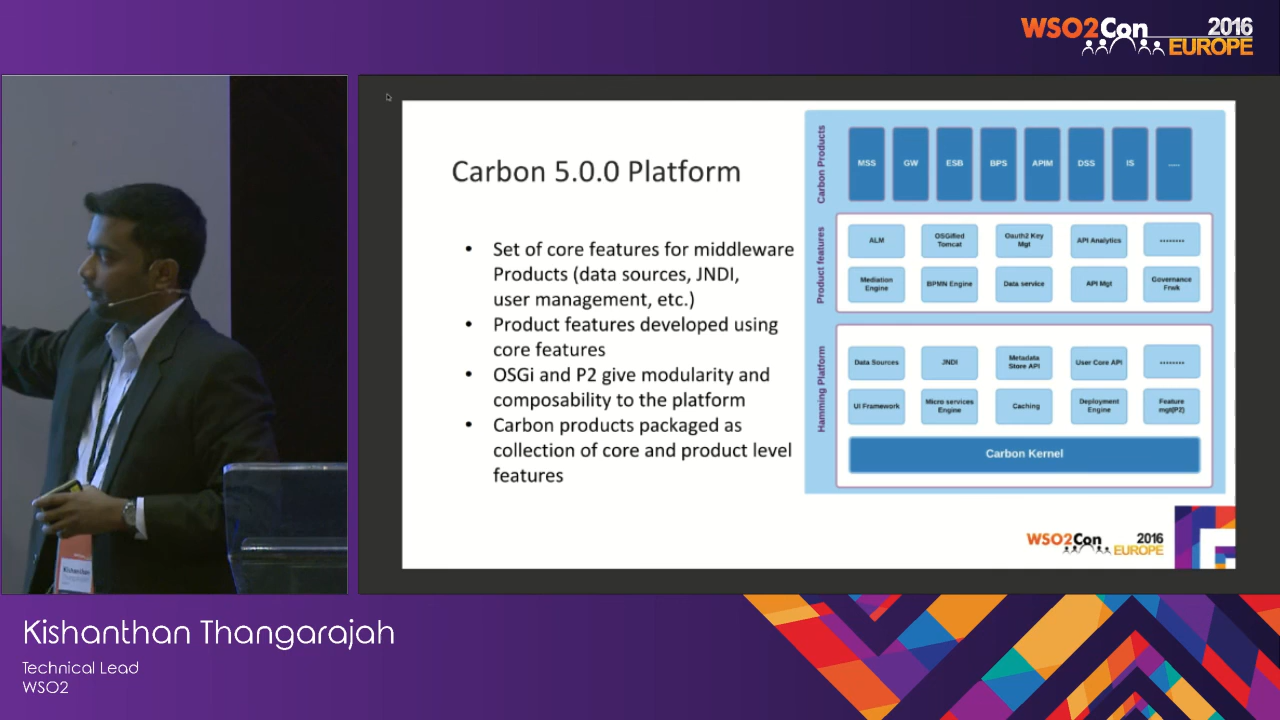 WSO2Con 2016
EUROPE
Carbon 5.0.0 Platform
• Set of core features for middleware
Products (data sources, JNDI,
user management, etc.)
• Product features developed using
core features
• OSGi and P2 give modularity and
composability to the platform
• Carbon products packaged as
collection of core and product level
features
Carbon Products
MSS GW ESB BPS APIM DSS IS .....
Product features
ALM
OSGified
Tomcat
Oauth2 Key
Mgt
API Analytics
........
Mediation
Engine
BPMN Engine
Data service
API Mgt
Governance
Frwk
Hamming Platform
Data Sources
JNDI
Metadata
Store API
User Core API
........
UI Framework
Micro services
Engine
Caching
Deployment
Engine
Feature
mgt(P2)
Carbon Kernel
WSO2Con 2016
EUROPE
Kishanthan
Kishanthan Thangarajah
Technical Lead
WSO2